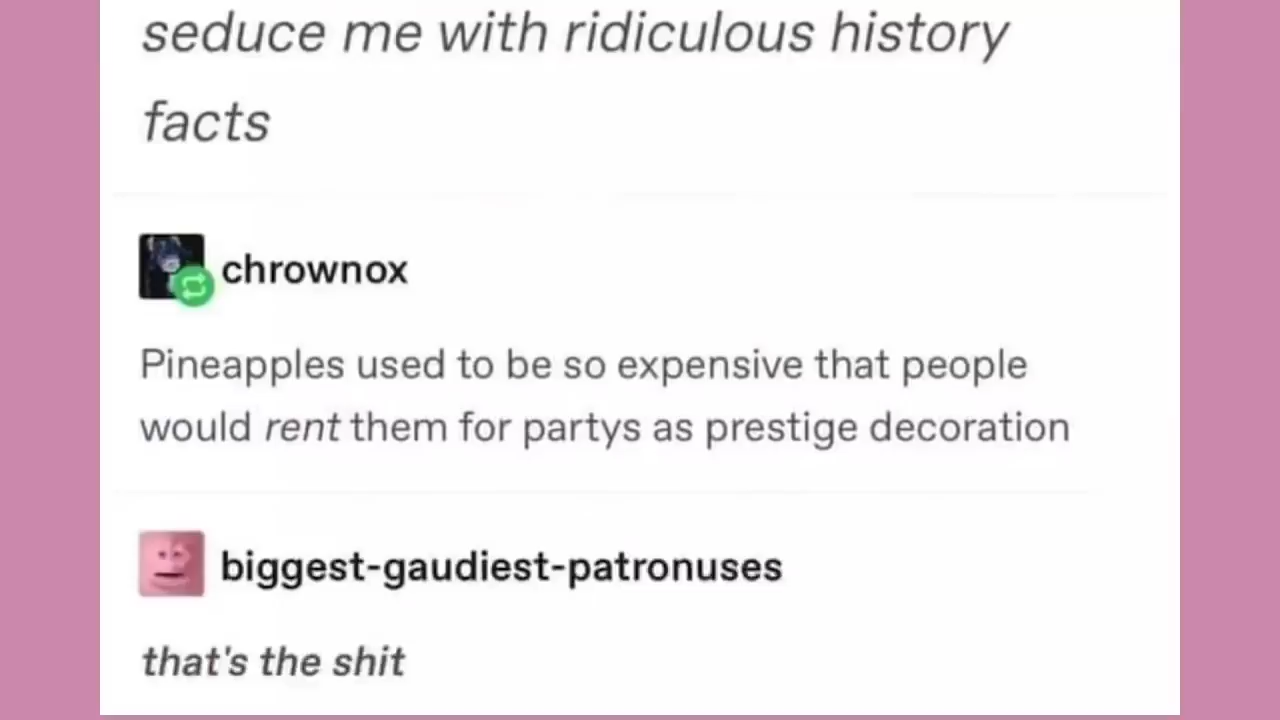 seduce me with ridiculous history
facts
chrownox
Pineapples used to be so expensive that people
would rent them for partys as prestige decoration
biggest-gaudiest-patronuses
that's the shit